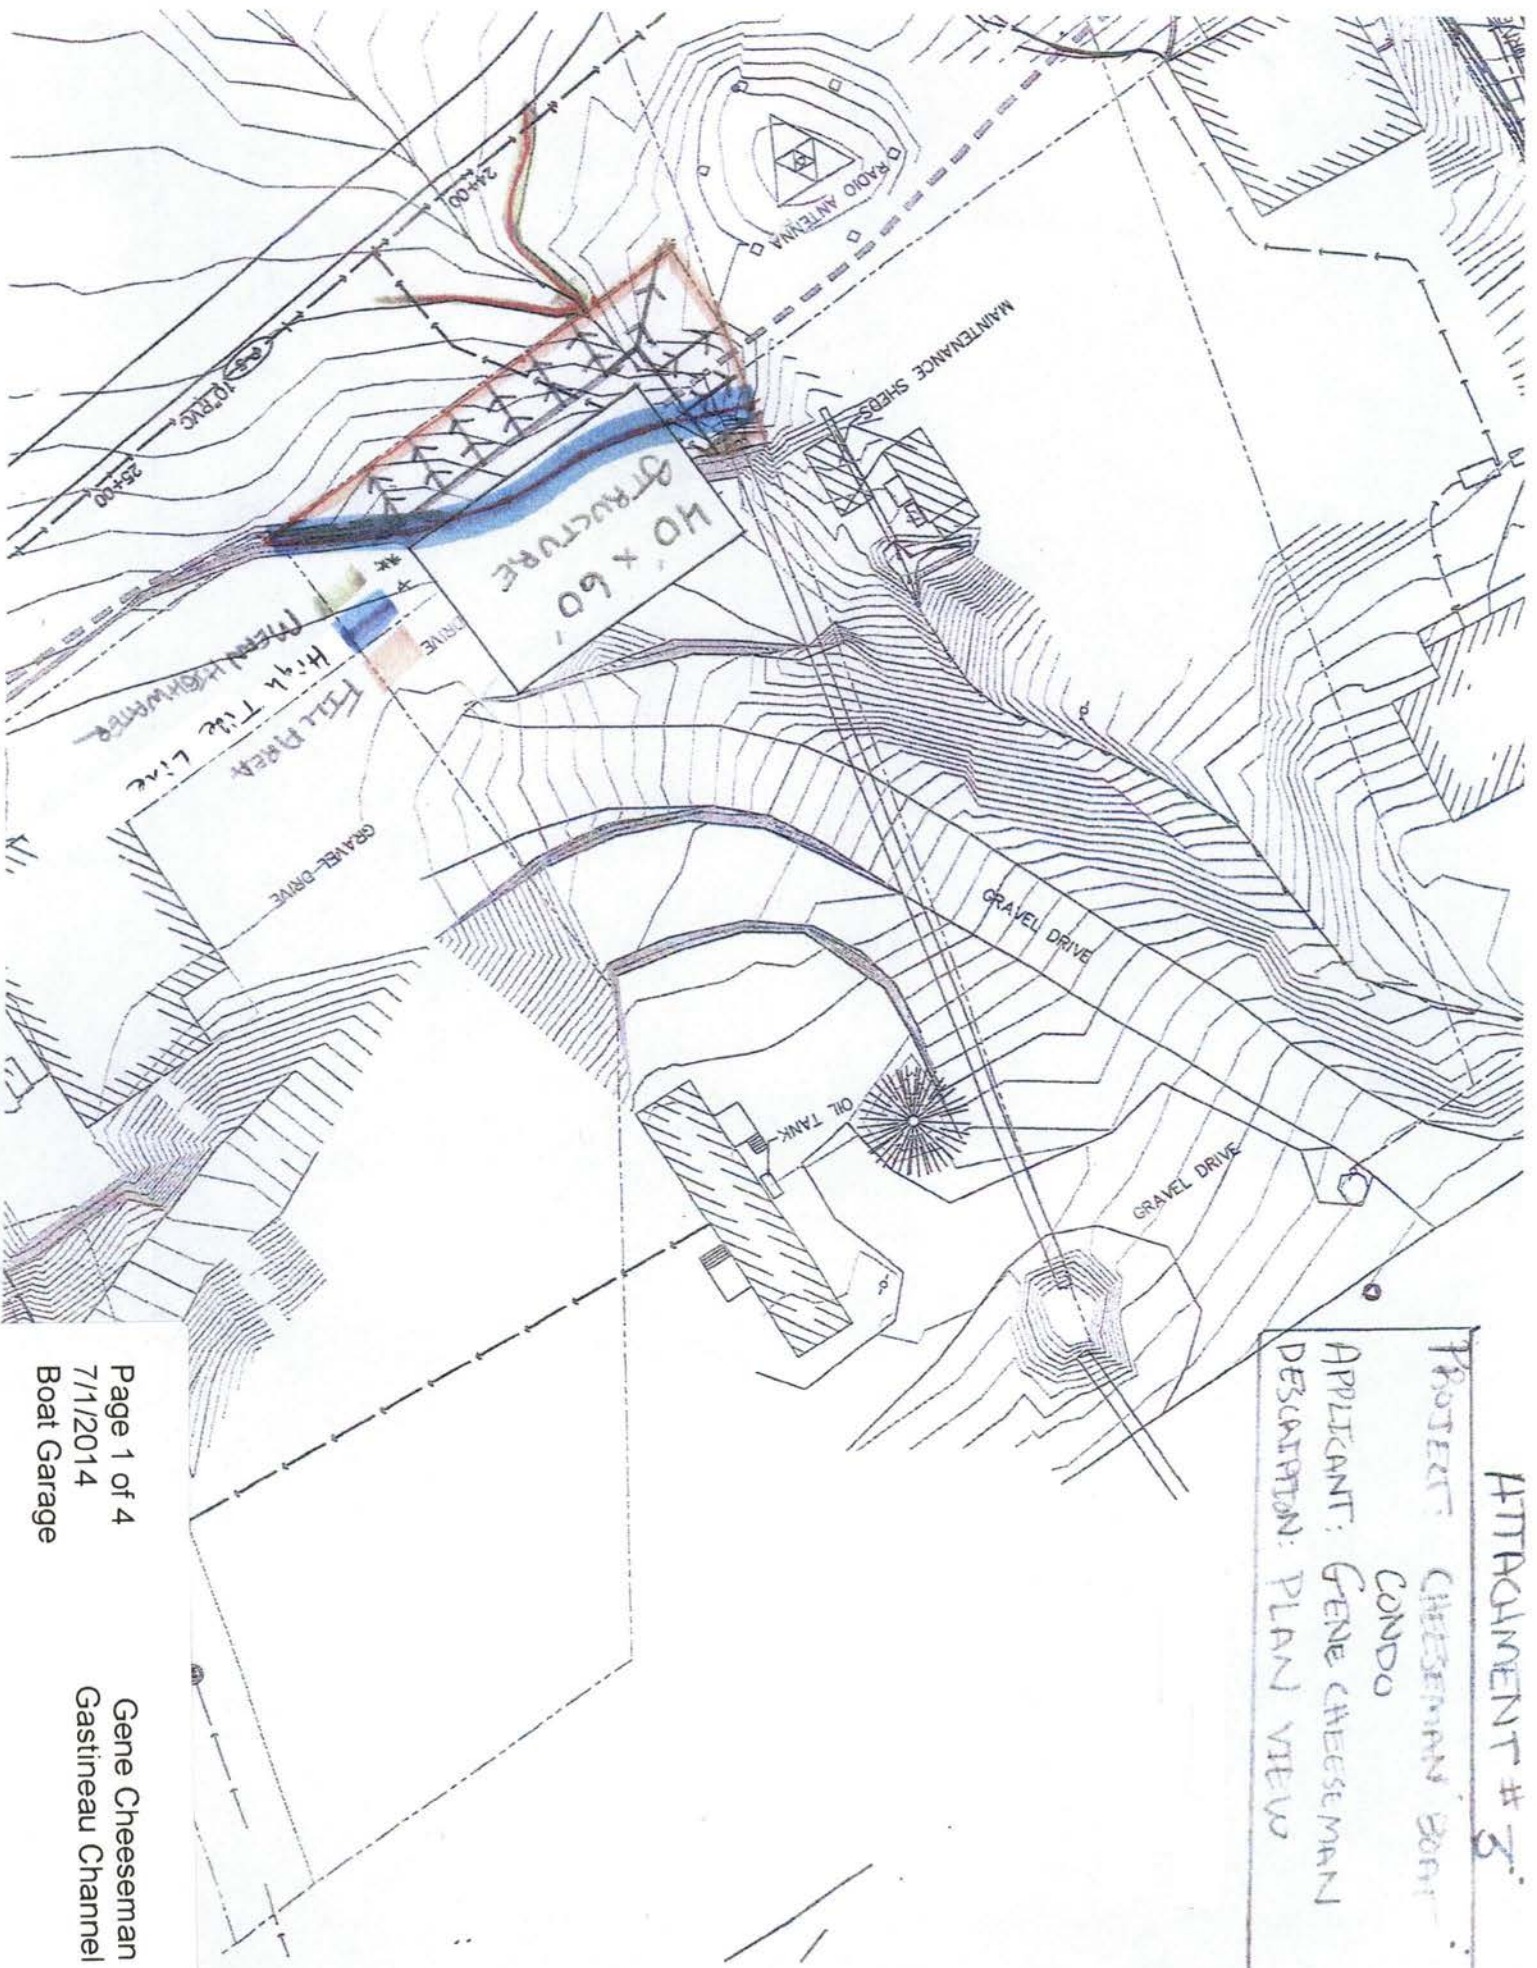 ATTACHMENT # 3
PROJECT: CHEESEMAN BOAT
CONDO
APPLICANT: GENE CHEESEMAN
DESCRIPTION: PLAN VIEW
RADIO ANTENNA
MAINTENANCE SHEDS
24+00
10" PVC
25+00
40' x 60'
STRUCTURE
DRIVE
FILL AREA
High Tide Line
MEAN HIGHWATER
GRAVEL DRIVE
GRAVEL DRIVE
OIL TANK
GRAVEL DRIVE
Page 1 of 4
7/1/2014
Boat Garage
Gene Cheeseman
Gastineau Channel